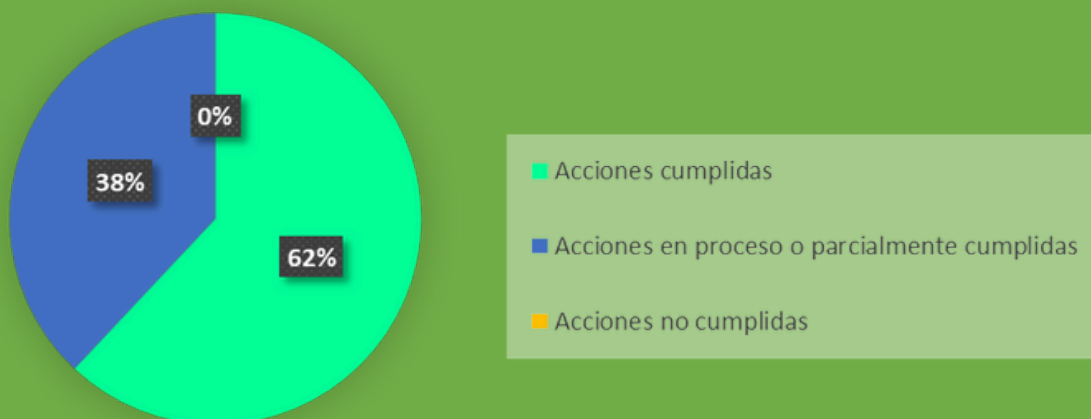 0%
38%
62%
Acciones cumplidas
Acciones en proceso o parcialmente cumplidas
Acciones no cumplidas